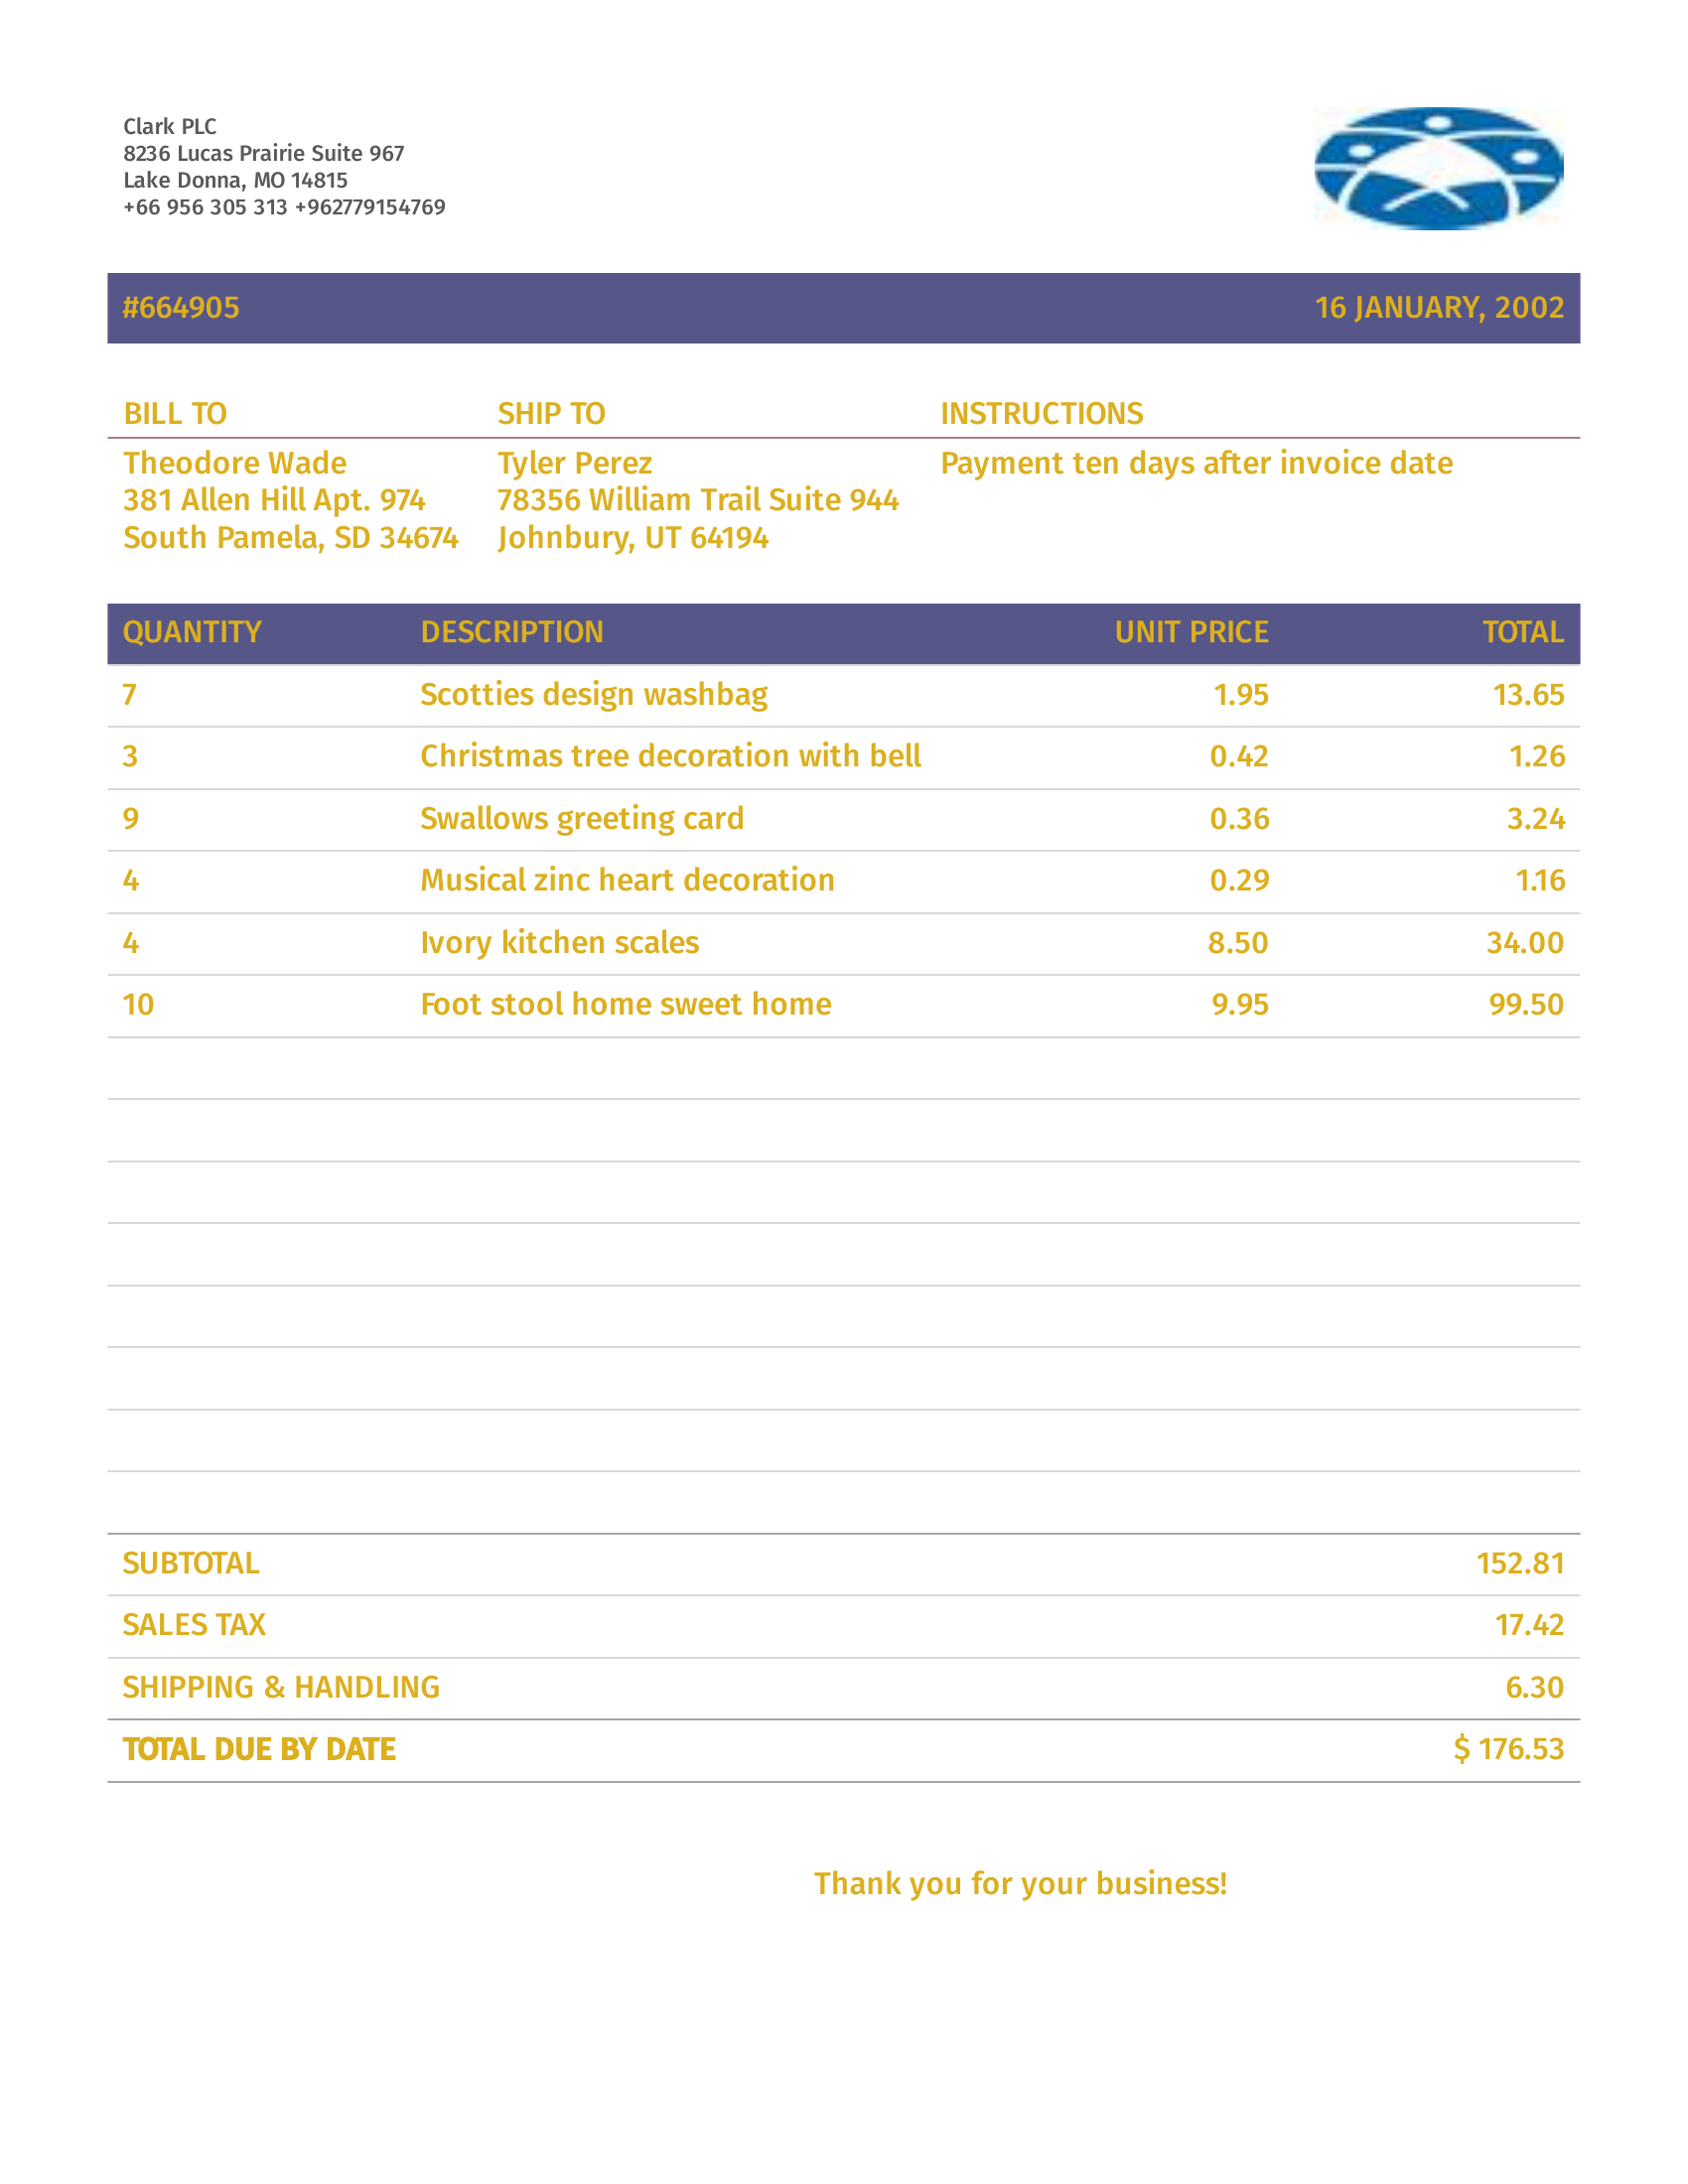 Clark PLC
8236 Lucas Prairie Suite 967
Lake Donna, MO 14815
+66 956 305 313 +962779154769
#664905 16 JANUARY, 2002
BILL TO SHIP TO INSTRUCTIONS
Theodore Wade Tyler Perez Payment ten days after invoice date
381 Allen Hill Apt. 974 78356 William Trail Suite 944
South Pamela, SD 34674 Johnbury, UT 64194
QUANTITY DESCRIPTION UNIT PRICE TOTAL
7 Scotties design washbag 1.95 13.65
3 Christmas tree decoration with bell 0.42 1.26
9 Swallows greeting card 0.36 3.24
4 Musical zinc heart decoration 0.29 1.16
4 Ivory kitchen scales 8.50 34.00
10 Foot stool home sweet home 9.95 99.50
SUBTOTAL 152.81
SALES TAX 17.42
SHIPPING & HANDLING 6.30
TOTAL DUE BY DATE $ 176.53
Thank you for your business!